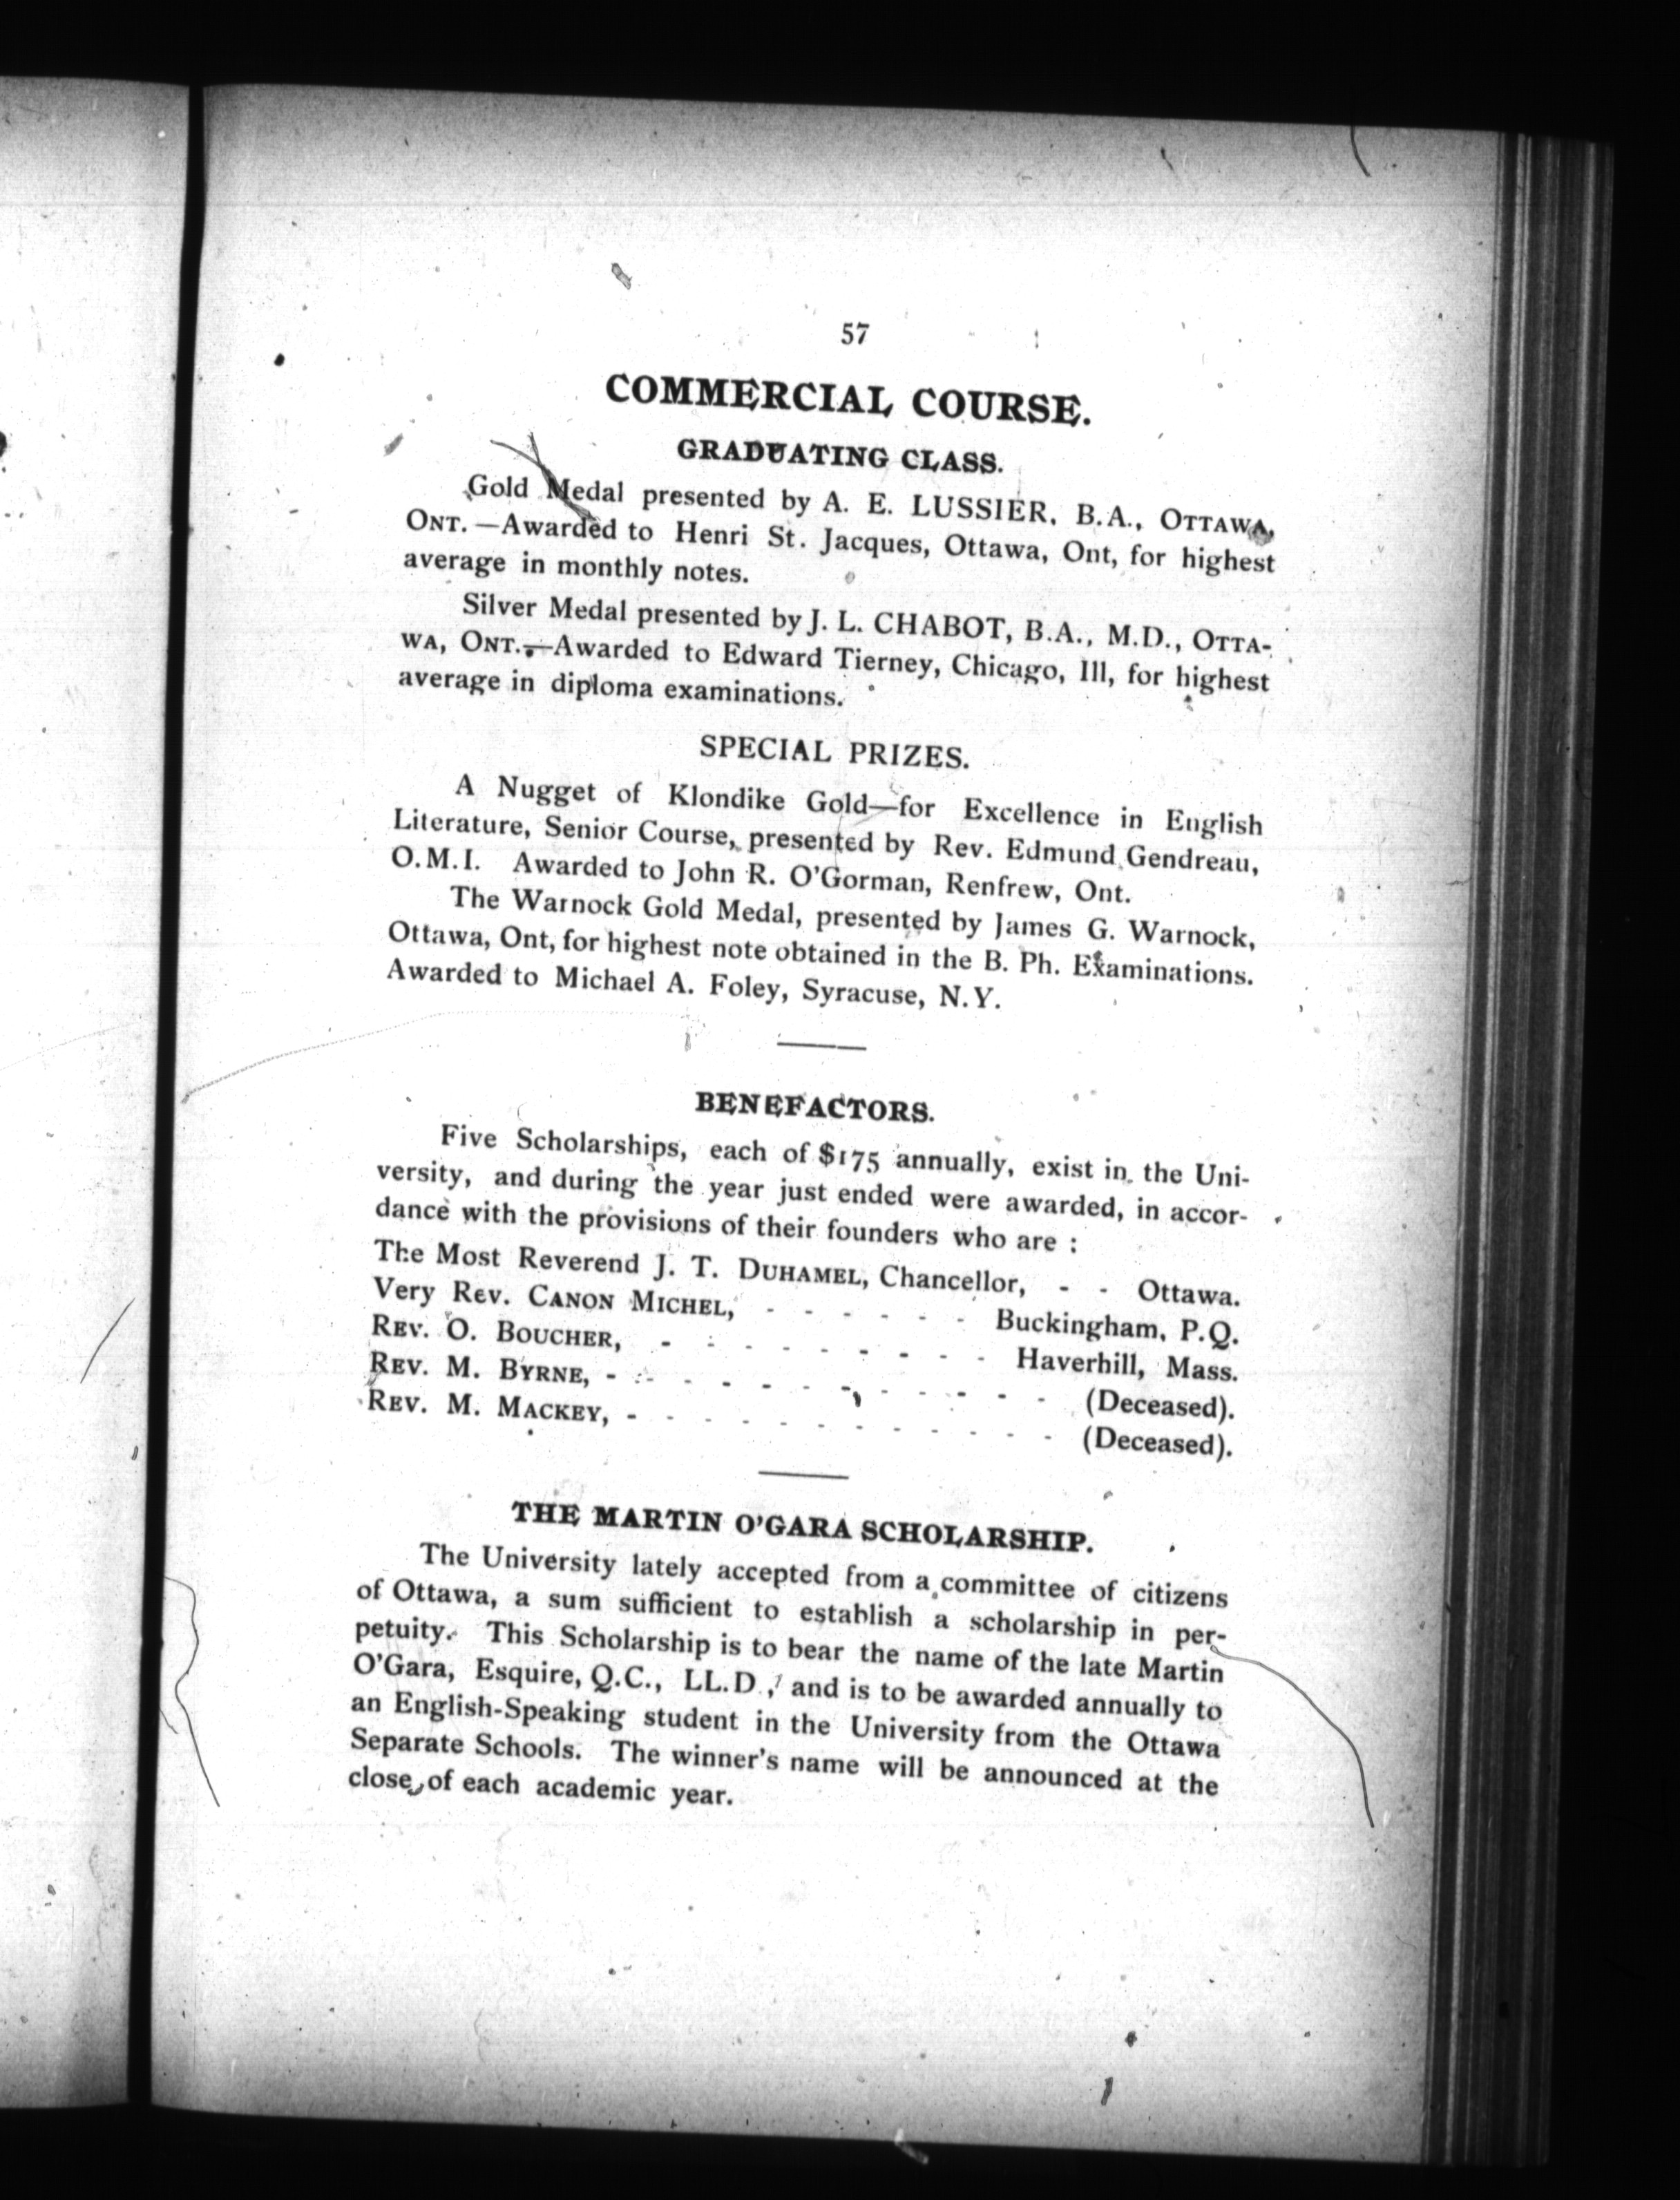 57
COMMERCIAL COURSE.
GRADUATING CLASS.
Gold Medal presented by A. E. LUSSIER, B.A., OTTAWA,
ONT.—Awarded to Henri St. Jacques, Ottawa, Ont, for highest
average in monthly notes.
Silver Medal presented by J. L. CHABOT, B.A., M.D., OTTA-
WA, ONT.,—Awarded to Edward Tierney, Chicago, Ill, for highest
average in diploma examinations.
SPECIAL PRIZES.
A Nugget of Klondike Gold—for Excellence in English
Literature, Senior Course, presented by Rev. Edmund Gendreau,
O.M.I. Awarded to John R. O'Gorman, Renfrew, Ont.
The Warnock Gold Medal, presented by James G. Warnock,
Ottawa, Ont, for highest note obtained in the B. Ph. Examinations.
Awarded to Michael A. Foley, Syracuse, N.Y.
BENEFACTORS.
Five Scholarships, each of $175 annually, exist in the Uni-
versity, and during the year just ended were awarded, in accor-
dance with the provisions of their founders who are :
The Most Reverend J. T. DUHAMEL, Chancellor, - - Ottawa.
Very Rev. CANON MICHEL, - - - - - - Buckingham, P.Q.
REV. O. BOUCHER, - - - - - - - - - Haverhill, Mass.
REV. M. BYRNE, - - - - - - - - - - - - (Deceased).
REV. M. MACKEY, - - - - - - - - - - - - (Deceased).
THE MARTIN O'GARA SCHOLARSHIP.
The University lately accepted from a committee of citizens
of Ottawa, a sum sufficient to establish a scholarship in per-
petuity. This Scholarship is to bear the name of the late Martin
O'Gara, Esquire, Q.C., LL.D., and is to be awarded annually to
an English-Speaking student in the University from the Ottawa
Separate Schools. The winner's name will be announced at the
close of each academic year.